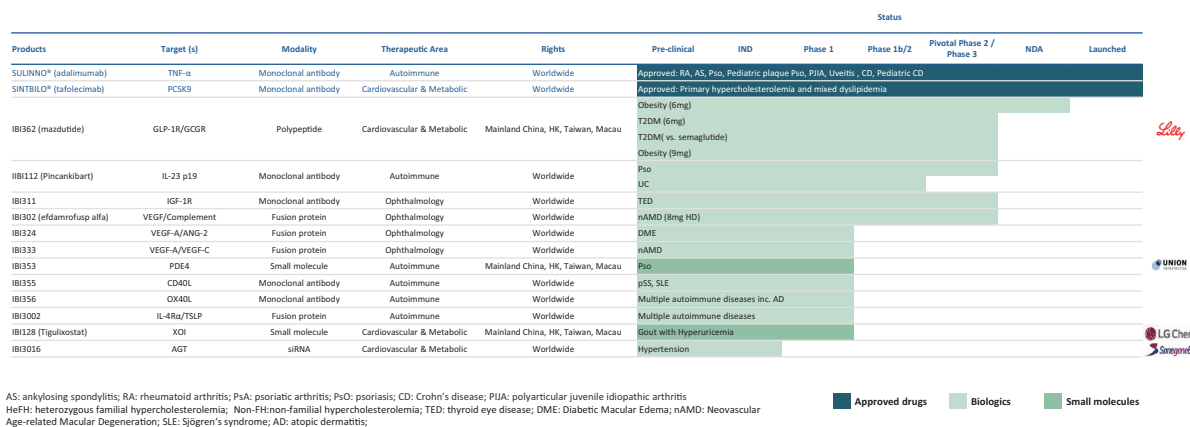 Status
Products Target (s) Modality Therapeutic Area Rights Pre-clinical IND Phase 1 Phase 1b/2 Pivotal Phase 2 / Phase 3 NDA Launched
SULINNO® (adalimumab) TNF-α Monoclonal antibody Autoimmune Worldwide Approved: RA, AS, Pso, Pediatric plaque Pso, PJIA, Uveitis , CD, Pediatric CD
SINTBILO® (tafolecimab) PCSK9 Monoclonal antibody Cardiovascular & Metabolic Worldwide Approved: Primary hypercholesterolemia and mixed dyslipidemia
Obesity (6mg)
T2DM (6mg)
IBI362 (mazdutide) GLP-1R/GCGR Polypeptide Cardiovascular & Metabolic Mainland China, HK, Taiwan, Macau Lilly
T2DM( vs. semaglutide)
Obesity (9mg)
Pso
IIBI112 (Pincankibart) IL-23 p19 Monoclonal antibody Autoimmune Worldwide
UC
IBI311 IGF-1R Monoclonal antibody Ophthalmology Worldwide TED
IBI302 (efdamrofusp alfa) VEGF/Complement Fusion protein Ophthalmology Worldwide nAMD (8mg HD)
IBI324 VEGF-A/ANG-2 Fusion protein Ophthalmology Worldwide DME
IBI333 VEGF-A/VEGF-C Fusion protein Ophthalmology Worldwide nAMD
IBI353 PDE4 Small molecule Autoimmune Mainland China, HK, Taiwan, Macau Pso UNION
IBI355 CD40L Monoclonal antibody Autoimmune Worldwide pSS, SLE
IBI356 OX40L Monoclonal antibody Autoimmune Worldwide Multiple autoimmune diseases inc. AD
IBI3002 IL-4Rα/TSLP Fusion protein Autoimmune Worldwide Multiple autoimmune diseases
IBI128 (Tigulixostat) XOI Small molecule Cardiovascular & Metabolic Mainland China, HK, Taiwan, Macau Gout with Hyperuricemia LG Chem
IBI3016 AGT siRNA Cardiovascular & Metabolic Worldwide Hypertension
AS: ankylosing spondylitis; RA: rheumatoid arthritis; PsA: psoriatic arthritis; PsO: psoriasis; CD: Crohn's disease; PIJA: polyarticular juvenile idiopathic arthritis
HeFH: heterozygous familial hypercholesterolemia; Non-FH:non-familial hypercholesterolemia; TED: thyroid eye disease; DME: Diabetic Macular Edema; nAMD: Neovascular
Age-related Macular Degeneration; SLE: Sjögren's syndrome; AD: atopic dermatitis;
Approved drugs Biologics Small molecules